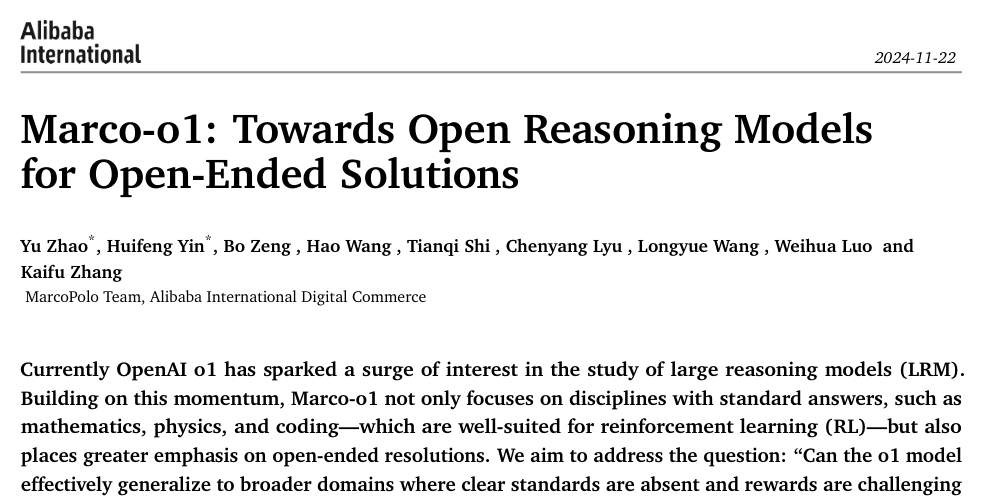 Alibaba
International
2024-11-22
Marco-o1: Towards Open Reasoning Models
for Open-Ended Solutions
Yu Zhao*, Huifeng Yin*, Bo Zeng , Hao Wang , Tianqi Shi , Chenyang Lyu , Longyue Wang , Weihua Luo and
Kaifu Zhang
MarcoPolo Team, Alibaba International Digital Commerce
Currently OpenAI o1 has sparked a surge of interest in the study of large reasoning models (LRM).
Building on this momentum, Marco-o1 not only focuses on disciplines with standard answers, such as
mathematics, physics, and coding—which are well-suited for reinforcement learning (RL)—but also
places greater emphasis on open-ended resolutions. We aim to address the question: “Can the o1 model
effectively generalize to broader domains where clear standards are absent and rewards are challenging